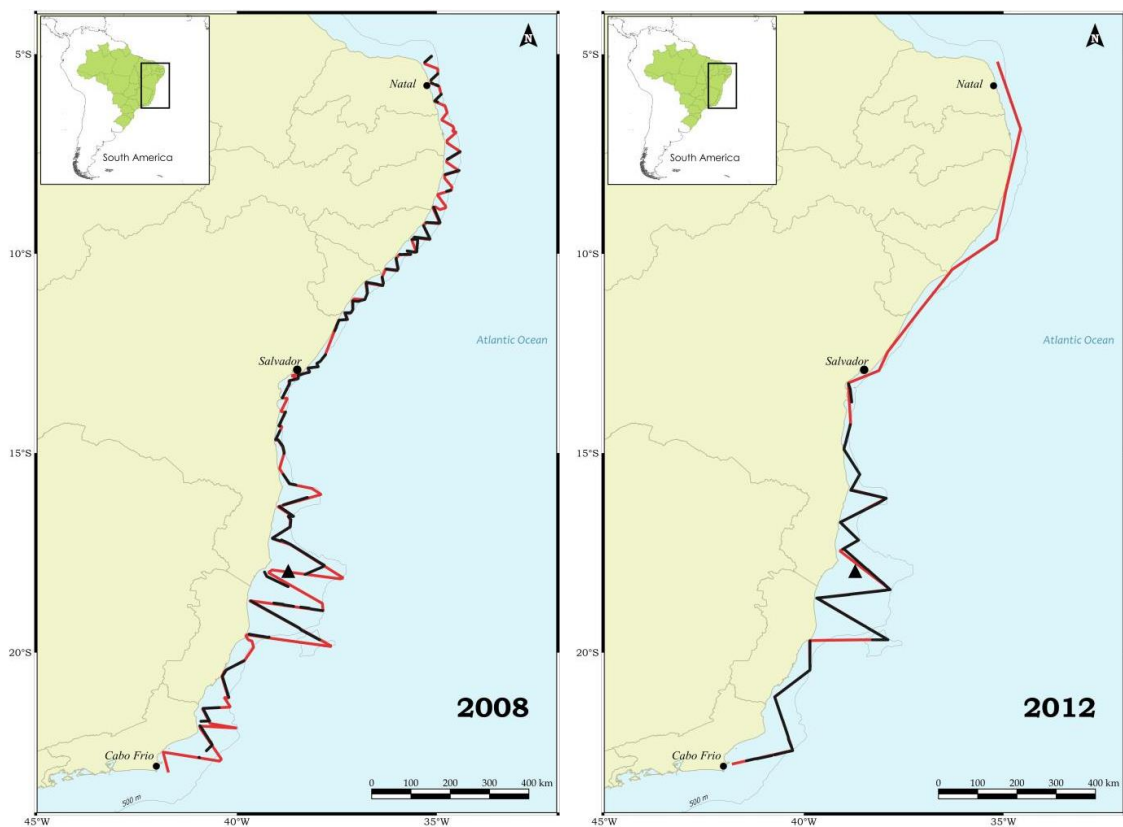 South America
N
5°S
Natal
10°S
Atlantic Ocean
Salvador
15°S
20°S
2008
Cabo Frio
0 100 200 300 400 km
500 m
45°W 40°W 35°W
South America
N
5°S
Natal
10°S
Atlantic Ocean
Salvador
15°S
20°S
2012
Cabo Frio
0 100 200 300 400 km
500 m
45°W 40°W 35°W